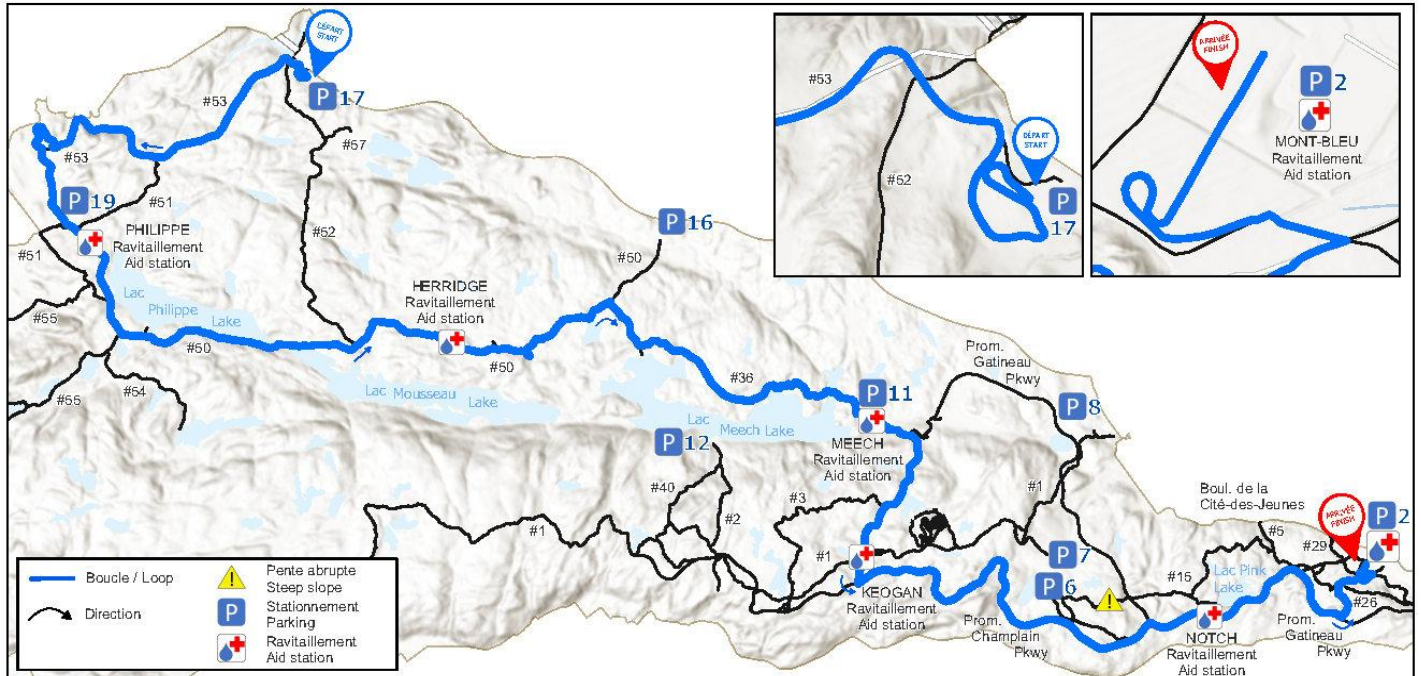 DÉPART
START
P 17
#53
#53
#57
P 19
#51
PHILIPPE
Ravitaillement
Aid station
#51
#52
P 16
#50
HERRIDGE
Ravitaillement
Aid station
Lac
Philippe
Lake
#55
#50
#50
#55
#54
Lac Mousseau Lake
#36
Prom.
Gatineau
Pkwy
P 11
P 8
Lac
Meech Lake
P 12
MEECH
Ravitaillement
Aid station
#40
#3
#1
#2
#1
#1
Boul. de la
Cité-des-Jeunes
ARRIVÉE
FINISH
P 2
#5
#29
P 7
P 6
#15
Lac Pink
Lake
#26
KEOGAN
Ravitaillement
Aid station
Prom.
Champlain
Pkwy
NOTCH
Ravitaillement
Aid station
Prom.
Gatineau
Pkwy
#53
#52
DÉPART
START
P
17
ARRIVÉE
FINISH
P 2
MONT-BLEU
Ravitaillement
Aid station
Boucle / Loop
Direction
! Pente abrupte
Steep slope
P Stationnement
Parking
Ravitaillement
Aid station